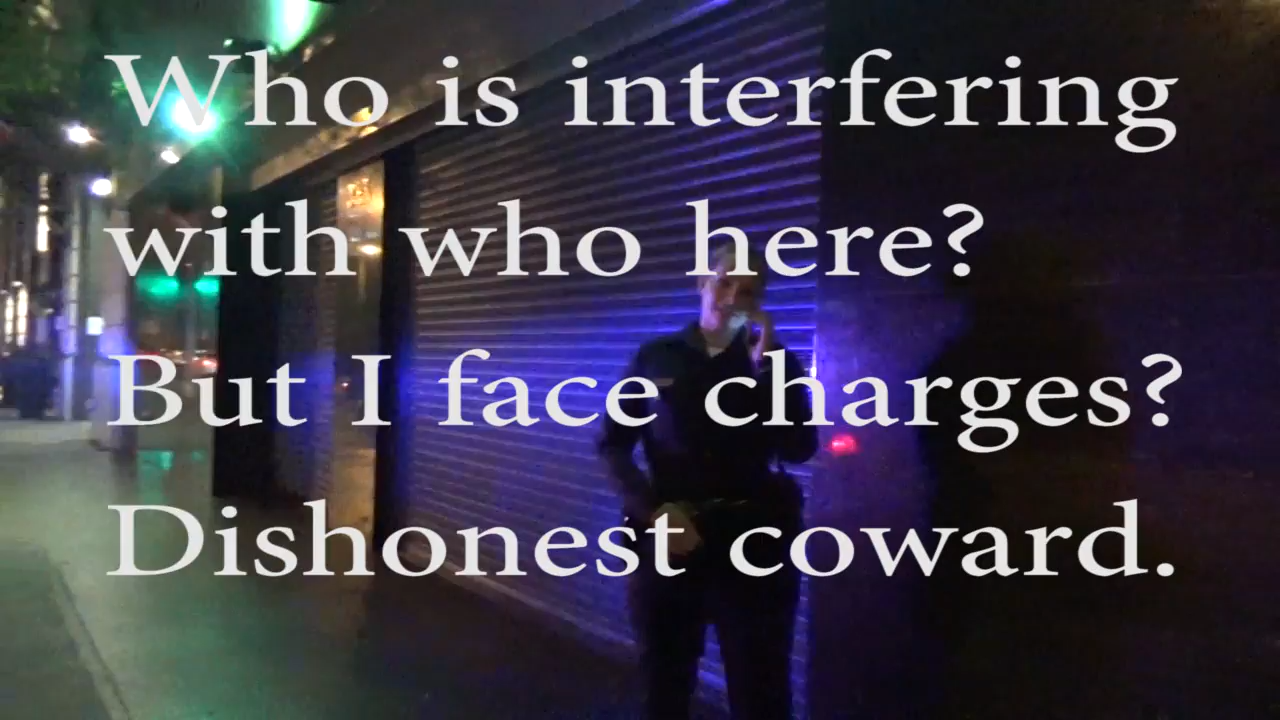 Who is interfering
with who here?
But I face charges?
Dishonest coward.